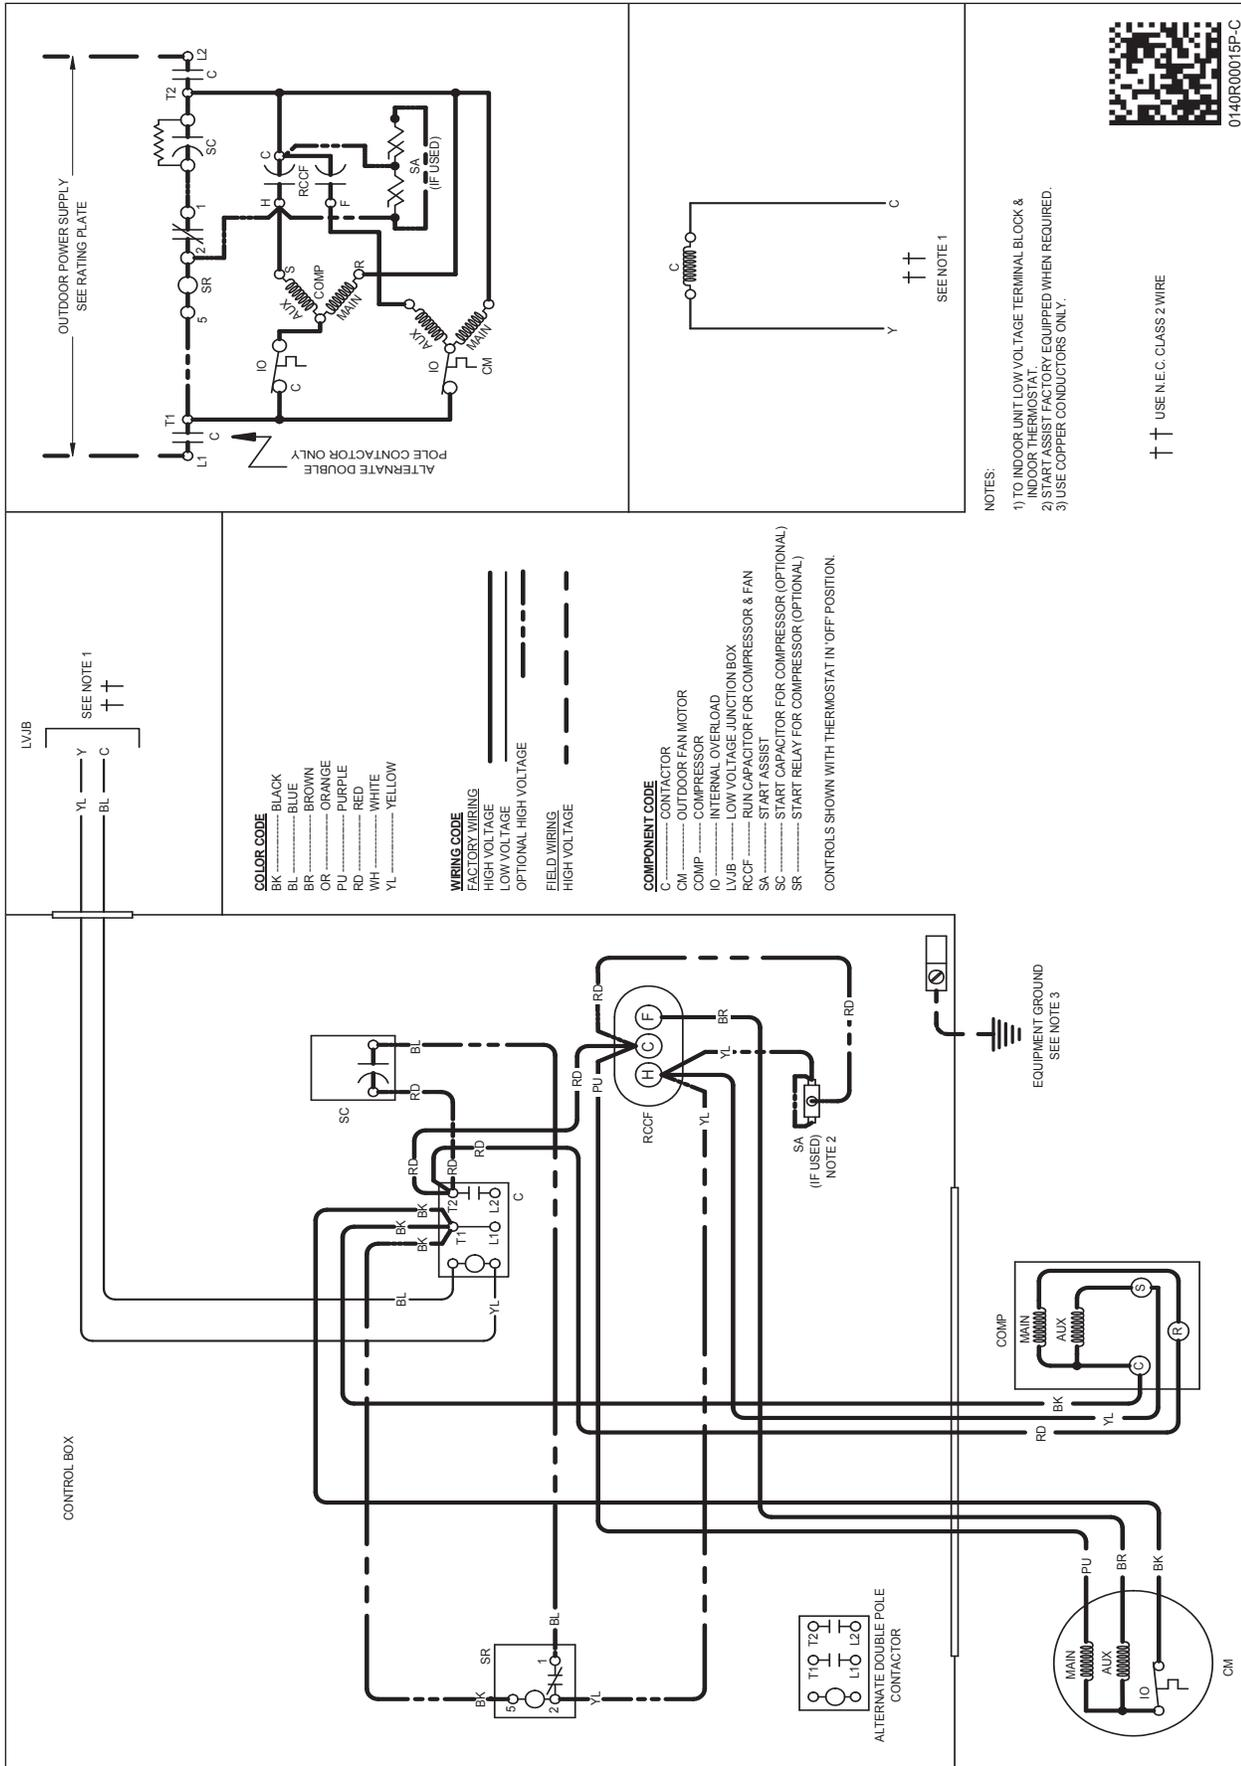 CONTROL BOX
LVJB
YL
Y
BL
C
SEE NOTE 1
††
SC
RD
BL
BK
BK
BK
RD
RD
RD
T2
T1
L2
L1
C
BL
YL
RD
PU
RD
H
C
F
RCCF
BR
YL
YL
RD
SA
(IF USED)
NOTE 2
SR
5
2
1
BK
YL
BL
T1
T2
L1
L2
ALTERNATE DOUBLE POLE
CONTACTOR
EQUIPMENT GROUND
SEE NOTE 3
COMP
MAIN
AUX
S
R
C
BK
YL
RD
PU
BR
BK
MAIN
AUX
IO
CM
COLOR CODE
BK ---------- BLACK
BL ---------- BLUE
BR ---------- BROWN
OR ---------- ORANGE
PU ---------- PURPLE
RD ---------- RED
WH ---------- WHITE
YL ---------- YELLOW
WIRING CODE
FACTORY WIRING
HIGH VOLTAGE
LOW VOLTAGE
OPTIONAL HIGH VOLTAGE
FIELD WIRING
HIGH VOLTAGE
COMPONENT CODE
C ---------- CONTACTOR
CM ---------- OUTDOOR FAN MOTOR
COMP ---------- COMPRESSOR
IO ---------- INTERNAL OVERLOAD
LVJB ---------- LOW VOLTAGE JUNCTION BOX
RCCF ---------- RUN CAPACITOR FOR COMPRESSOR & FAN
SA ---------- START ASSIST
SC ---------- START CAPACITOR FOR COMPRESSOR (OPTIONAL)
SR ---------- START RELAY FOR COMPRESSOR (OPTIONAL)
CONTROLS SHOWN WITH THERMOSTAT IN "OFF" POSITION.
OUTDOOR POWER SUPPLY
SEE RATING PLATE
L1
C
T1
5
SR
2
1
SC
T2
C
L2
ALTERNATE DOUBLE
POLE CONTACTOR ONLY
C
IO
AUX
S
COMP
MAIN
R
H
C
RCCF
F
SA
(IF USED)
IO
AUX
MAIN
CM
C
Y
C
††
SEE NOTE 1
NOTES:
1) TO INDOOR UNIT LOW VOLTAGE TERMINAL BLOCK &
INDOOR THERMOSTAT.
2) START ASSIST FACTORY EQUIPPED WHEN REQUIRED.
3) USE COPPER CONDUCTORS ONLY.
†† USE N.E.C. CLASS 2 WIRE
0140R00015P-C